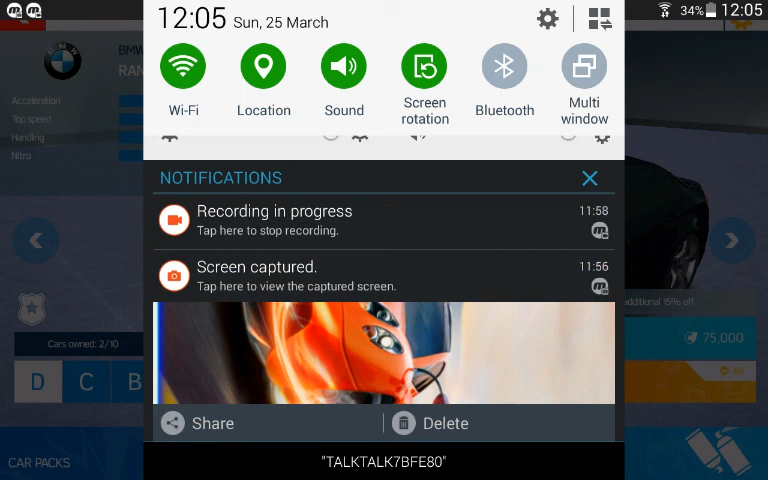 12:05 Sun, 25 March
34% 12:05
Wi-Fi
Location
Sound
Screen
rotation
Bluetooth
Multi
window
BMW
RAN
Acceleration
Top speed
Handling
Nitro
NOTIFICATIONS
Recording in progress
11:58
Tap here to stop recording.
Screen captured.
11:56
Tap here to view the captured screen.
additional 15% off
Cars owned: 2/10
75,000
60
D
C
B
Share
Delete
CAR PACKS
"TALKTALK7BFE80"